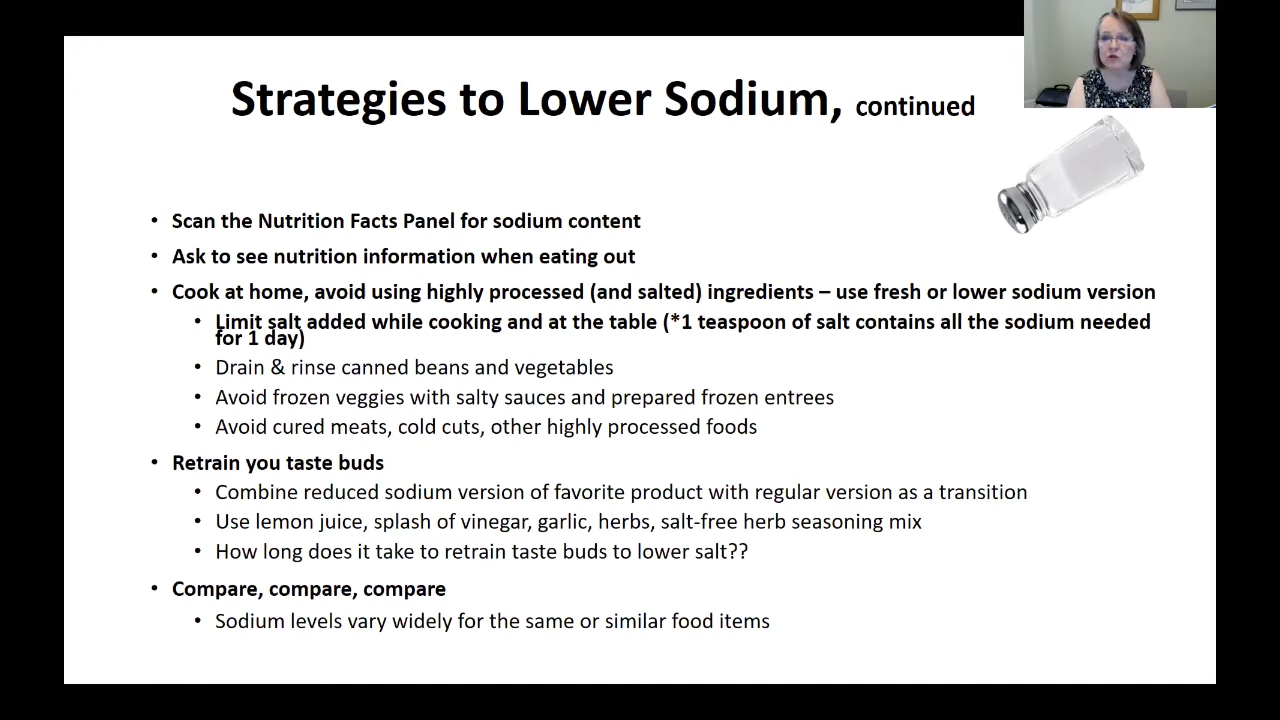 Strategies to Lower Sodium, continued
• Scan the Nutrition Facts Panel for sodium content
• Ask to see nutrition information when eating out
• Cook at home, avoid using highly processed (and salted) ingredients – use fresh or lower sodium version
• Limit salt added while cooking and at the table (*1 teaspoon of salt contains all the sodium needed
for 1 day)
• Drain & rinse canned beans and vegetables
• Avoid frozen veggies with salty sauces and prepared frozen entrees
• Avoid cured meats, cold cuts, other highly processed foods
• Retrain you taste buds
• Combine reduced sodium version of favorite product with regular version as a transition
• Use lemon juice, splash of vinegar, garlic, herbs, salt-free herb seasoning mix
• How long does it take to retrain taste buds to lower salt??
• Compare, compare, compare
• Sodium levels vary widely for the same or similar food items